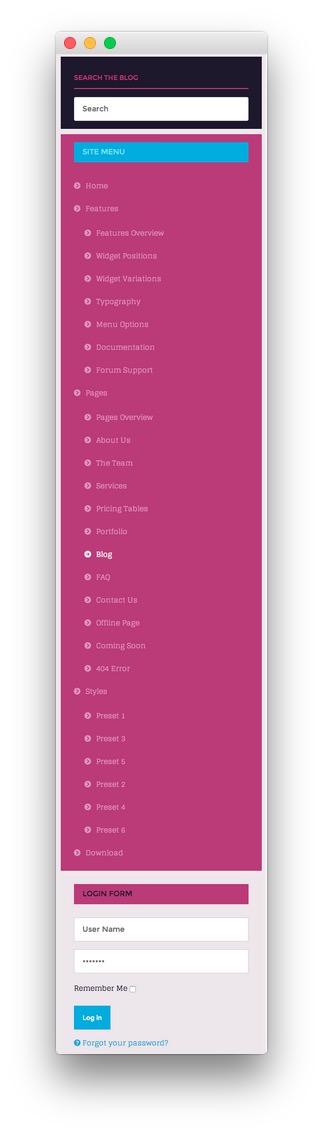 SEARCH THE BLOG
Search
SITE MENU
Home
Features
Features Overview
Widget Positions
Widget Variations
Typography
Menu Options
Documentation
Forum Support
Pages
Pages Overview
About Us
The Team
Services
Pricing Tables
Portfolio
Blog
FAQ
Contact Us
Offline Page
Coming Soon
404 Error
Styles
Preset 1
Preset 3
Preset 5
Preset 2
Preset 4
Preset 6
Download
LOGIN FORM
User Name
•••••••
Remember Me
Log in
Forgot your password?